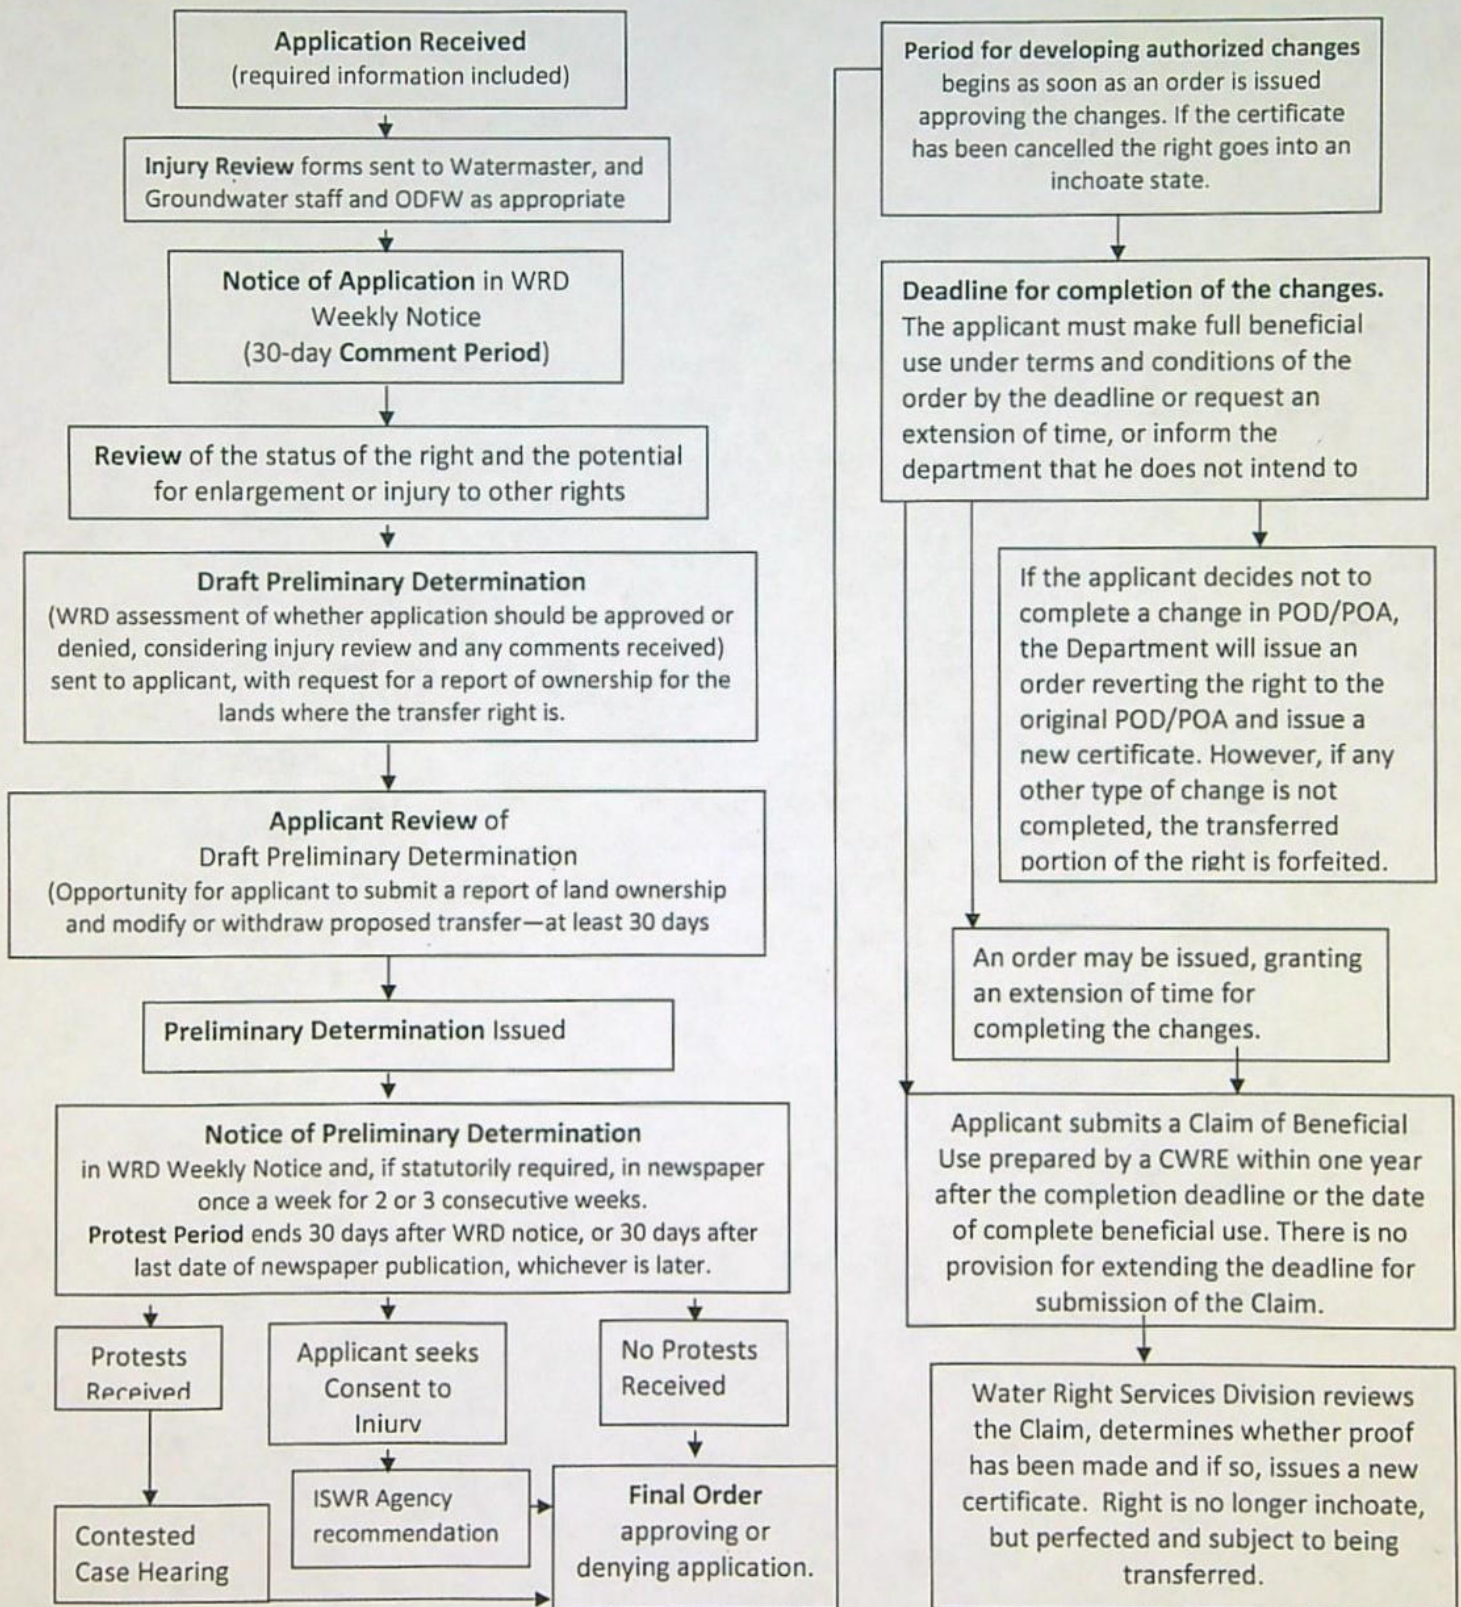 Application Received
(required information included)
Injury Review forms sent to Watermaster, and
Groundwater staff and ODFW as appropriate
Notice of Application in WRD
Weekly Notice
(30-day Comment Period)
Review of the status of the right and the potential
for enlargement or injury to other rights
Draft Preliminary Determination
(WRD assessment of whether application should be approved or
denied, considering injury review and any comments received)
sent to applicant, with request for a report of ownership for the
lands where the transfer right is.
Applicant Review of
Draft Preliminary Determination
(Opportunity for applicant to submit a report of land ownership
and modify or withdraw proposed transfer—at least 30 days
Preliminary Determination Issued
Notice of Preliminary Determination
in WRD Weekly Notice and, if statutorily required, in newspaper
once a week for 2 or 3 consecutive weeks.
Protest Period ends 30 days after WRD notice, or 30 days after
last date of newspaper publication, whichever is later.
Protests
Received
Applicant seeks
Consent to
Injury
No Protests
Received
Contested
Case Hearing
ISWR Agency
recommendation
Final Order
approving or
denying application.
Period for developing authorized changes
begins as soon as an order is issued
approving the changes. If the certificate
has been cancelled the right goes into an
inchoate state.
Deadline for completion of the changes.
The applicant must make full beneficial
use under terms and conditions of the
order by the deadline or request an
extension of time, or inform the
department that he does not intend to
If the applicant decides not to
complete a change in POD/POA,
the Department will issue an
order reverting the right to the
original POD/POA and issue a
new certificate. However, if any
other type of change is not
completed, the transferred
portion of the right is forfeited.
An order may be issued, granting
an extension of time for
completing the changes.
Applicant submits a Claim of Beneficial
Use prepared by a CWRE within one year
after the completion deadline or the date
of complete beneficial use. There is no
provision for extending the deadline for
submission of the Claim.
Water Right Services Division reviews
the Claim, determines whether proof
has been made and if so, issues a new
certificate. Right is no longer inchoate,
but perfected and subject to being
transferred.